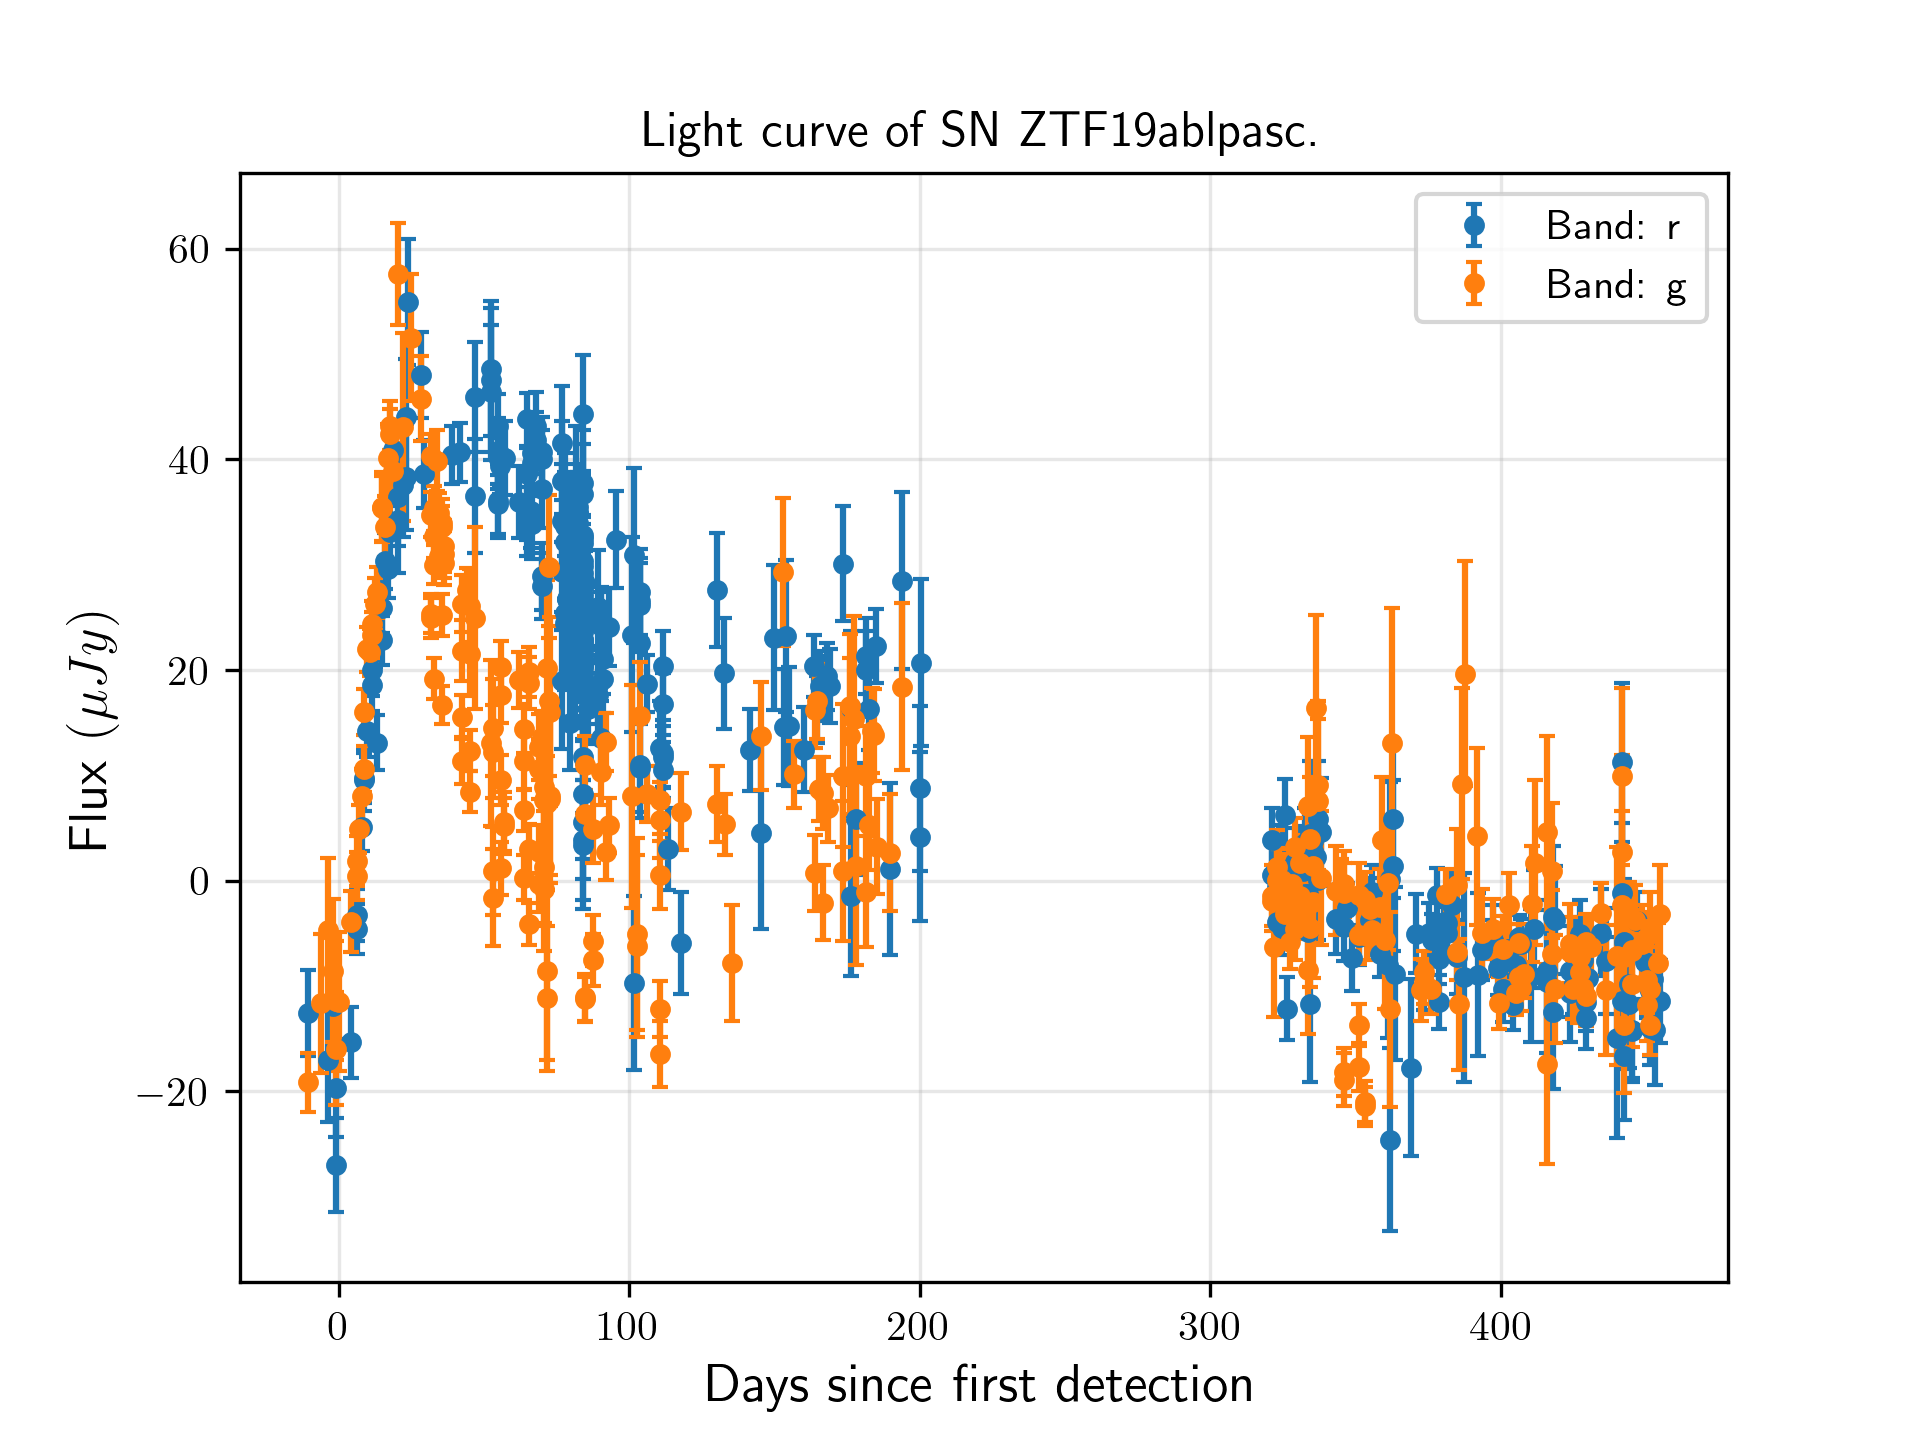 Light curve of SN ZTF19ablpasc.
Band: r
Band: g
Flux (μJy)
60
40
20
0
−20
0 100 200 300 400
Days since first detection